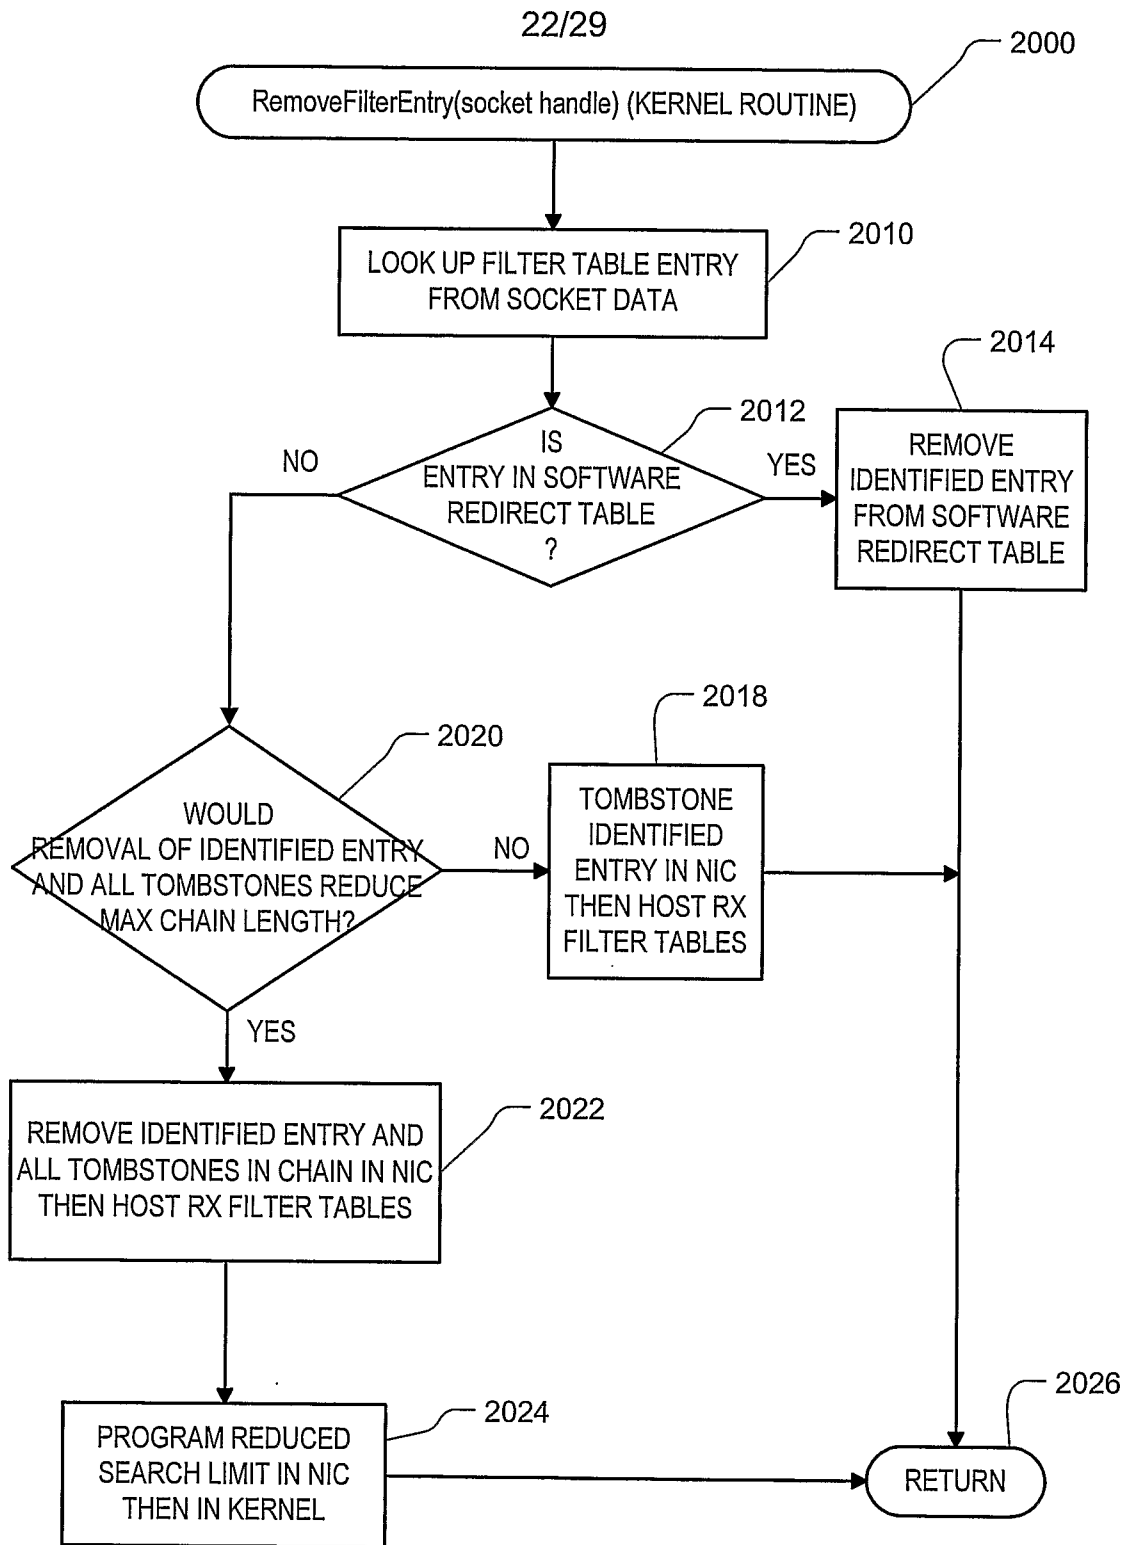 22/29
2000
RemoveFilterEntry(socket handle) (KERNEL ROUTINE)
2010
LOOK UP FILTER TABLE ENTRY
FROM SOCKET DATA
2014
2012
IS
ENTRY IN SOFTWARE
REDIRECT TABLE
?
NO
YES
REMOVE
IDENTIFIED ENTRY
FROM SOFTWARE
REDIRECT TABLE
2018
2020
WOULD
REMOVAL OF IDENTIFIED ENTRY
AND ALL TOMBSTONES REDUCE
MAX CHAIN LENGTH?
NO
TOMBSTONE
IDENTIFIED
ENTRY IN NIC
THEN HOST RX
FILTER TABLES
YES
2022
REMOVE IDENTIFIED ENTRY AND
ALL TOMBSTONES IN CHAIN IN NIC
THEN HOST RX FILTER TABLES
2024
PROGRAM REDUCED
SEARCH LIMIT IN NIC
THEN IN KERNEL
2026
RETURN